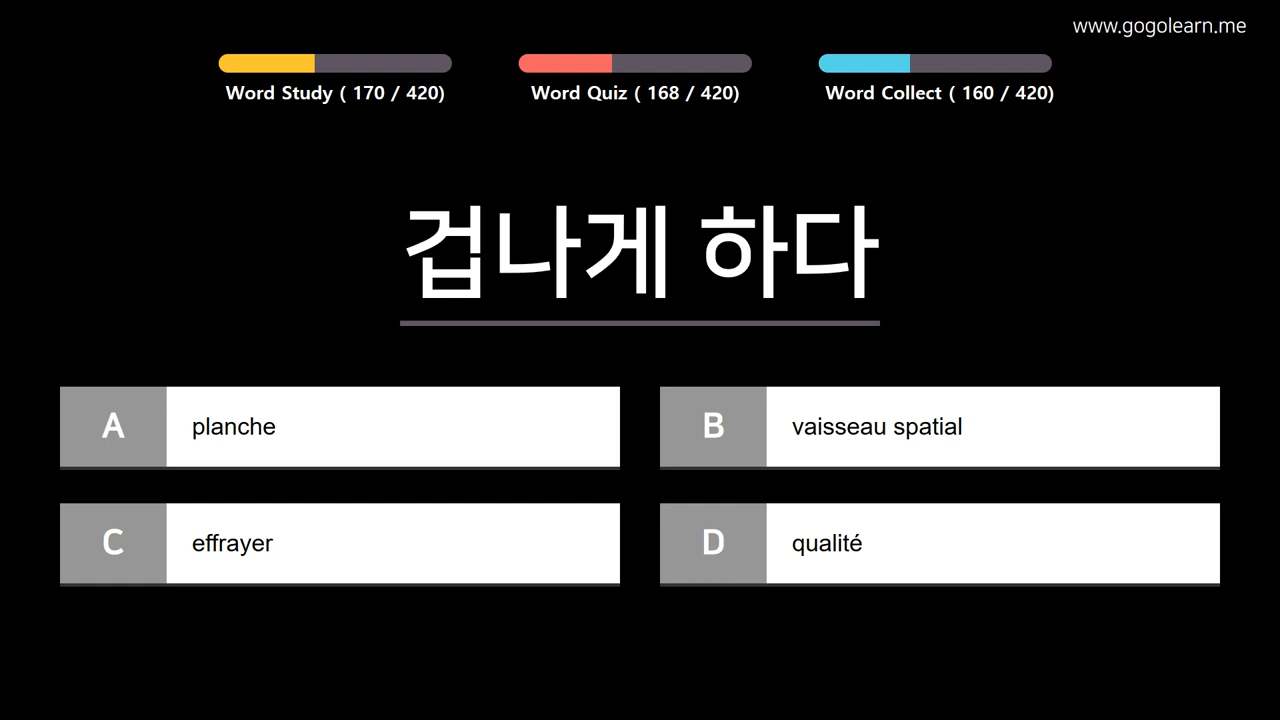 www.gogolearn.me
Word Study ( 170 / 420)
Word Quiz ( 168 / 420)
Word Collect ( 160 / 420)
겁나게 하다
A planche
B vaisseau spatial
C effrayer
D qualité